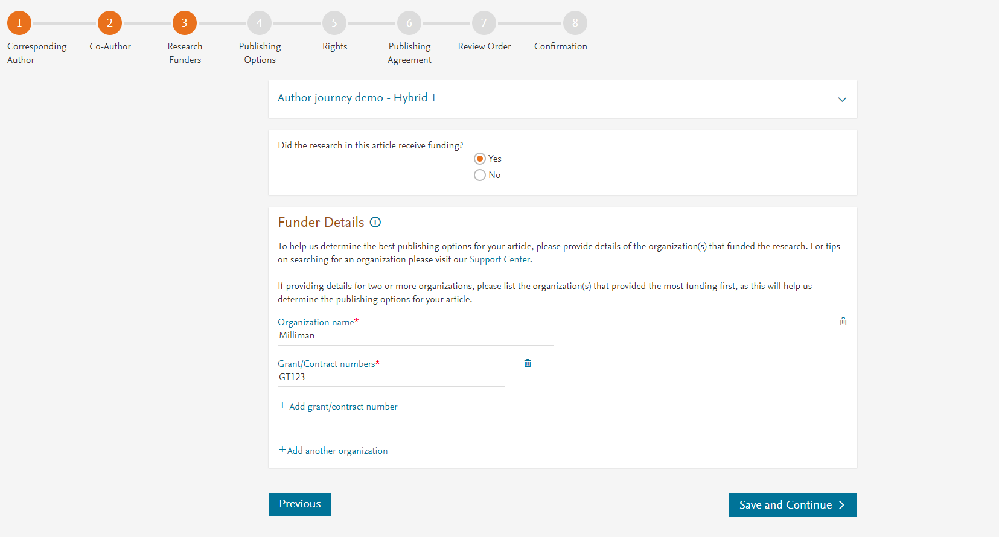 1 2 3 4 5 6 7 8
Corresponding Author
Co-Author
Research Funders
Publishing Options
Rights
Publishing Agreement
Review Order
Confirmation
Author journey demo - Hybrid 1
Did the research in this article receive funding?
Yes
No
Funder Details
To help us determine the best publishing options for your article, please provide details of the organization(s) that funded the research. For tips
on searching for an organization please visit our Support Center.
If providing details for two or more organizations, please list the organization(s) that provided the most funding first, as this will help us
determine the publishing options for your article.
Organization name*
Milliman
Grant/Contract numbers*
GT123
+ Add grant/contract number
+ Add another organization
Previous
Save and Continue